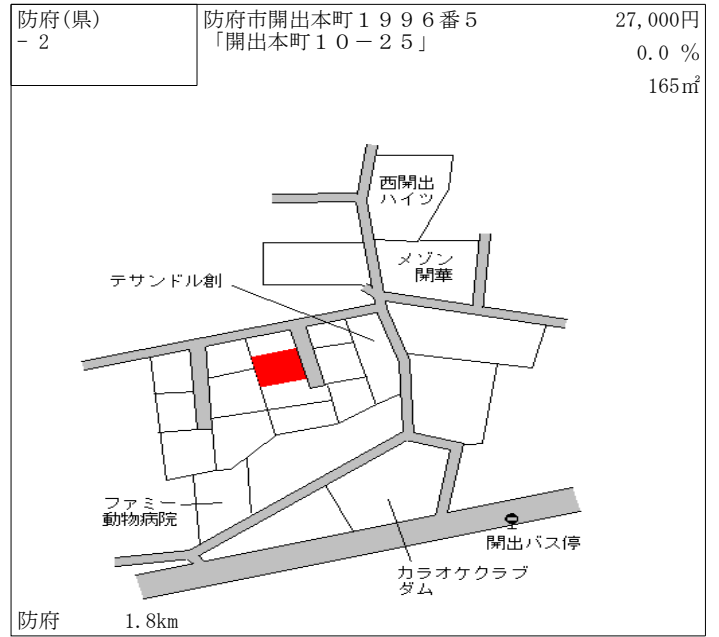 防府(県) 防府市開出本町１９９６番５ 27,000円
- 2 「開出本町１０－２５」 0.0 %
165㎡
西開出
ハイツ
メゾン
開華
テサンドル創
ファミー
動物病院
開出バス停
カラオケクラブ
ダム
防府 1.8km